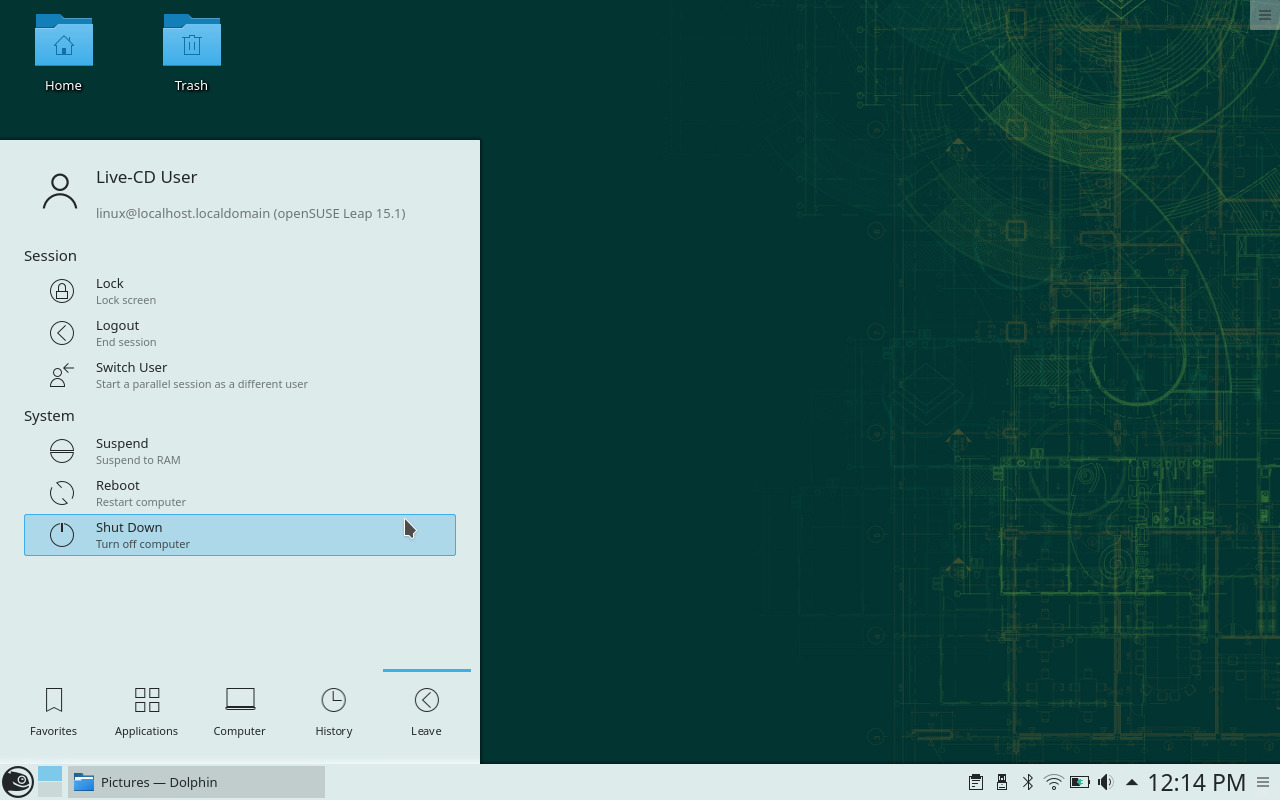 Home
Trash
Live-CD User
linux@localhost.localdomain (openSUSE Leap 15.1)
Session
Lock
Lock screen
Logout
End session
Switch User
Start a parallel session as a different user
System
Suspend
Suspend to RAM
Reboot
Restart computer
Shut Down
Turn off computer
Favorites
Applications
Computer
History
Leave
Pictures — Dolphin
12:14 PM